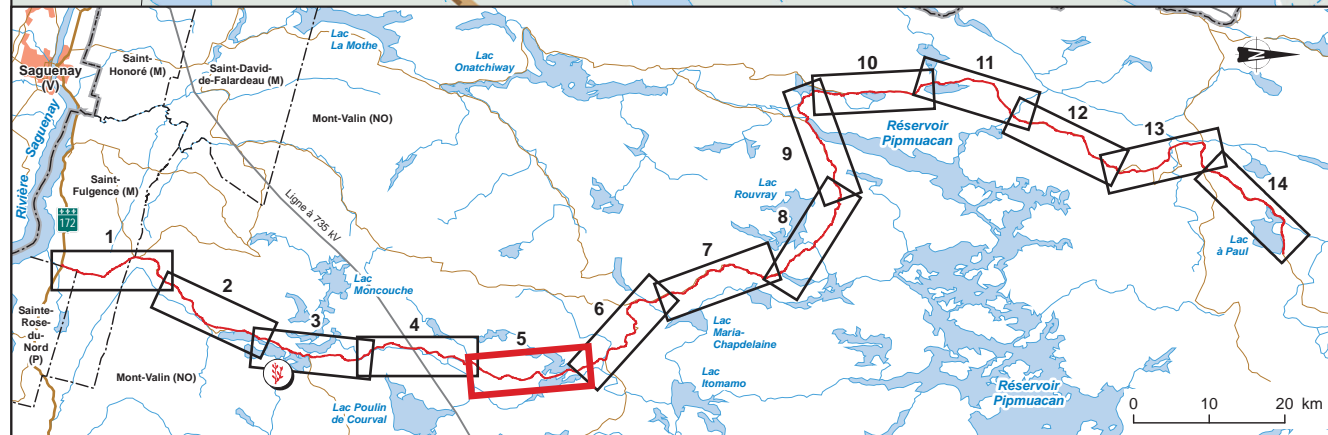 Saguenay
(V)
Rivière Saguenay
172
Saint-
Honoré (M)
Saint-David-
de-Falardeau (M)
Saint-
Fulgence (M)
Mont-Valin (NO)
Ligne à 735 kV
Lac
La Mothe
Lac
Onatchiway
Sainte-
Rose-
du-
Nord
(P)
Mont-Valin (NO)
Lac
Moncouche
Lac Poulin
de Courval
1
2
3
4
5
6
7
8
9
10
11
12
13
14
Lac
Maria-
Chapdelaine
Lac
Itomamo
Lac
Rouvray
Réservoir
Pipmuacan
Réservoir
Pipmuacan
Lac
à Paul
0 10 20 km